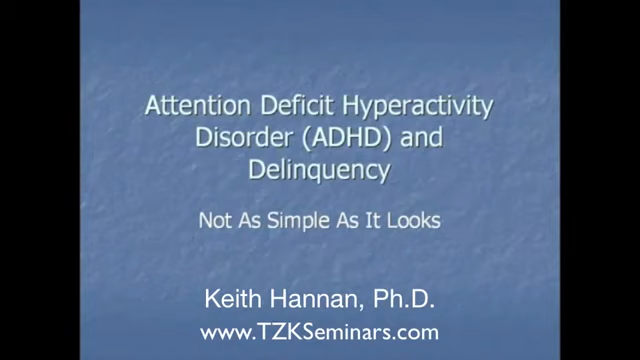 Attention Deficit Hyperactivity
Disorder (ADHD) and
Delinquency
Not As Simple As It Looks
Keith Hannan, Ph.D.
www.TZKSeminars.com